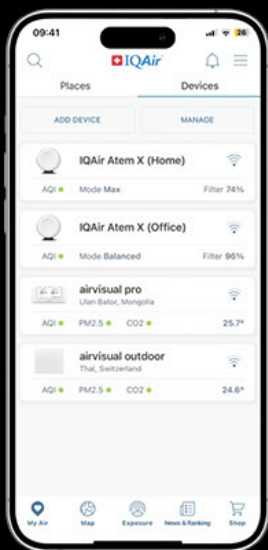 09:41
26
IQAir
Places
Devices
ADD DEVICE
MANAGE
IQAir Atem X (Home)
AQI Mode Max Filter 74%
IQAir Atem X (Office)
AQI Mode Balanced Filter 96%
airvisual pro
Ulan Bator, Mongolia
AQI PM2.5 CO2 25.7°
airvisual outdoor
Thal, Switzerland
AQI PM2.5 CO2 24.6°
My Air
Map
Exposure
News & Ranking
Shop